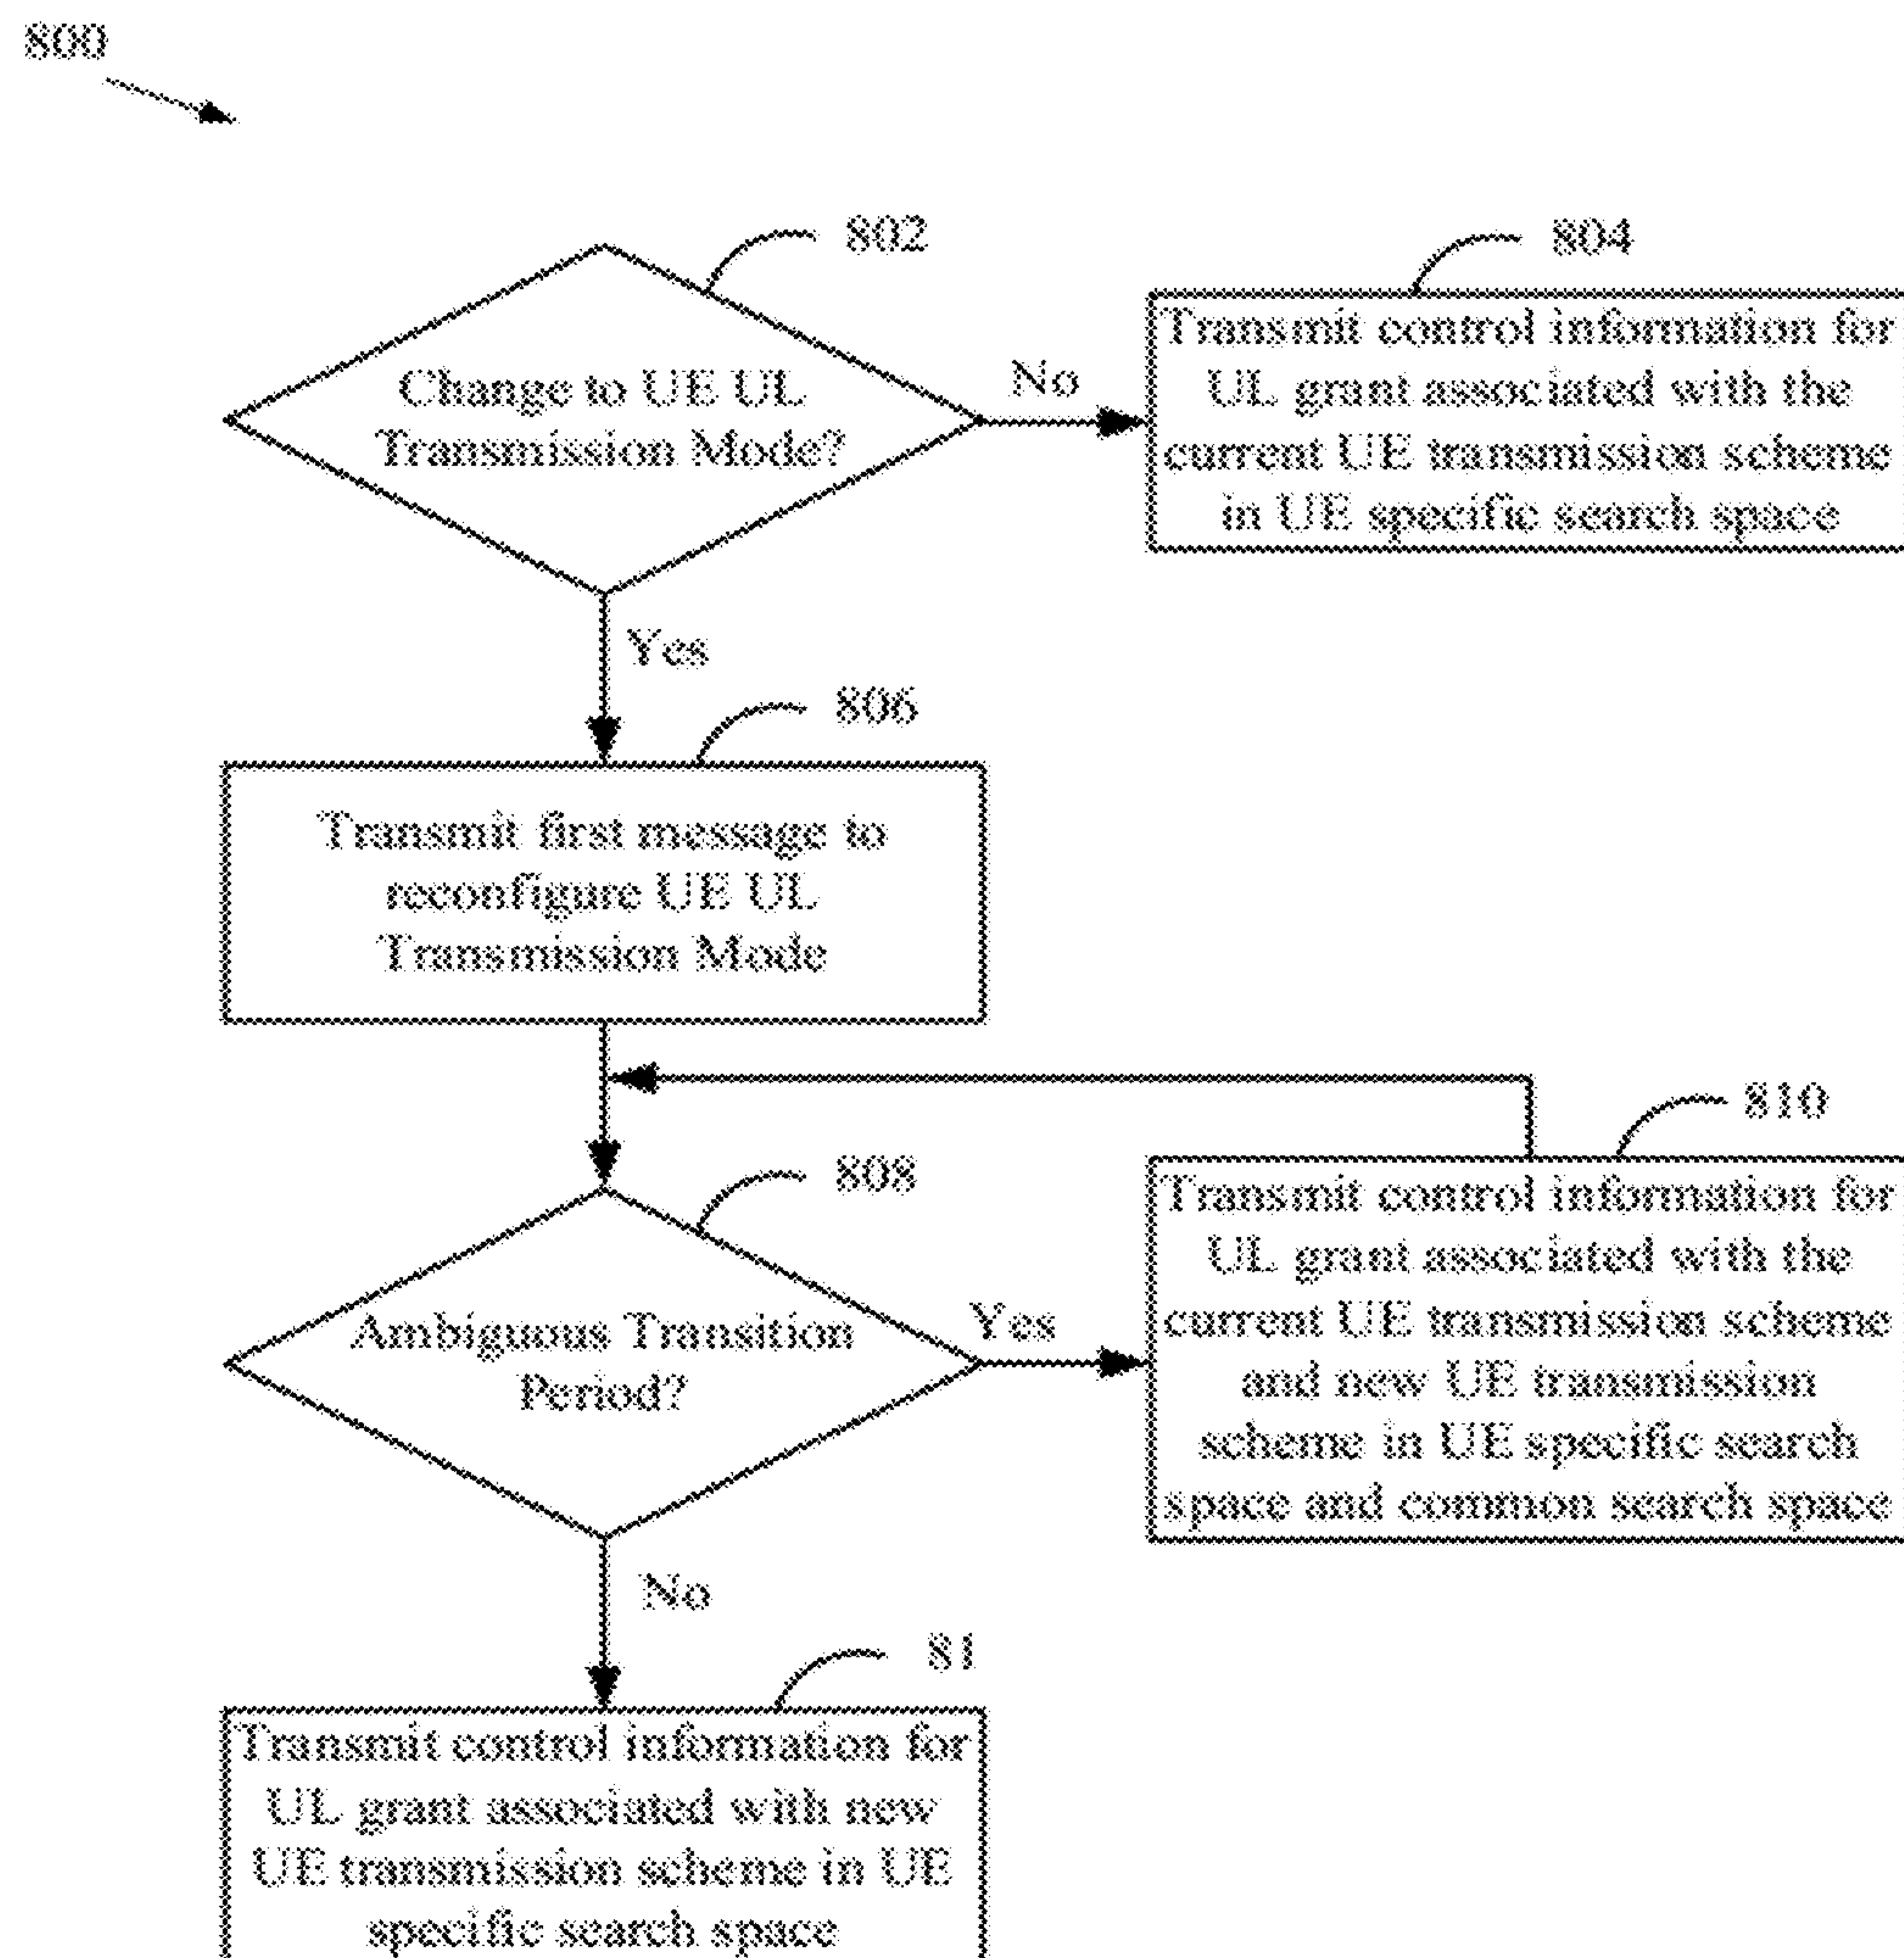 800
802
804
Change to UE UL
Transmission Mode?
No
Transmit control information for
UL grant associated with the
current UE transmission scheme
in UE specific search space
Yes
806
Transmit first message to
reconfigure UE UL
Transmission Mode
808
810
Ambiguous Transition
Period?
Yes
Transmit control information for
UL grant associated with the
current UE transmission scheme
and new UE transmission
scheme in UE specific search
space and common search space
No
81
Transmit control information for
UL grant associated with new
UE transmission scheme in UE
specific search space